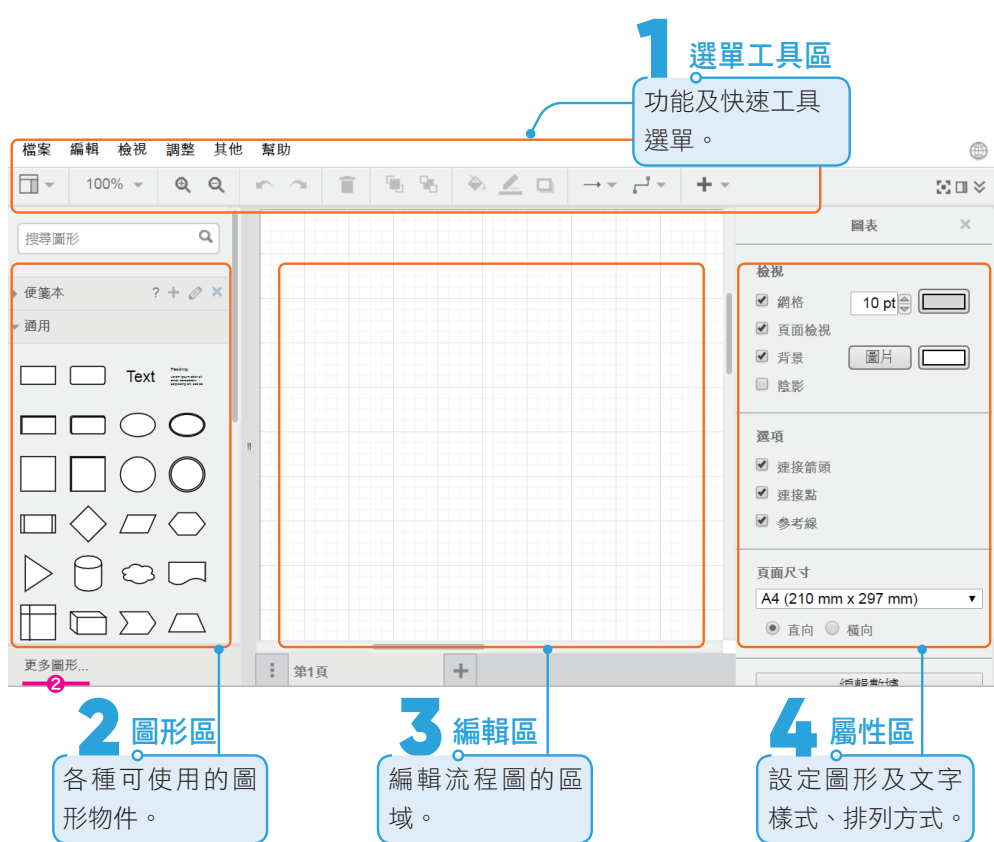 1 選單工具區
功能及快速工具
選單。
檔案 編輯 檢視 調整 其他 幫助
100%
搜尋圖形
圖表
便箋本 ?
通用
Text
Heading
檢視
網格 10 pt
頁面檢視
背景 圖片
陰影
選項
連接箭頭
連接點
參考線
頁面尺寸
A4 (210 mm x 297 mm)
直向 橫向
更多圖形...
2
第1頁
編輯數據
2 圖形區
各種可使用的圖
形物件。
3 編輯區
編輯流程圖的區
域。
4 屬性區
設定圖形及文字
樣式、排列方式。